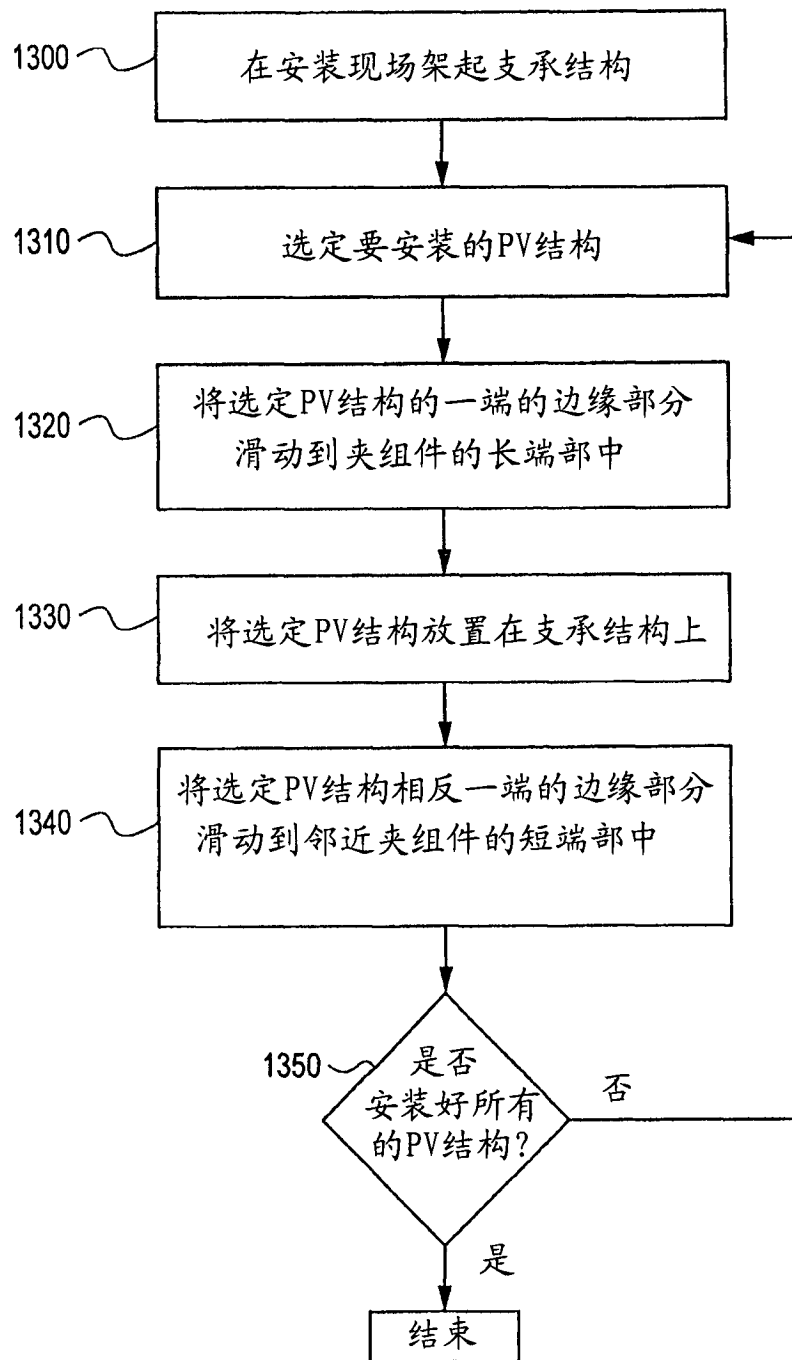 1300
在安装现场架起支承结构
1310
选定要安装的PV结构
1320
将选定PV结构的一端的边缘部分
滑动到夹组件的长端部中
1330
将选定PV结构放置在支承结构上
1340
将选定PV结构相反一端的边缘部分
滑动到邻近夹组件的短端部中
1350
是否
安装好所有
的PV结构?
否
是
结束